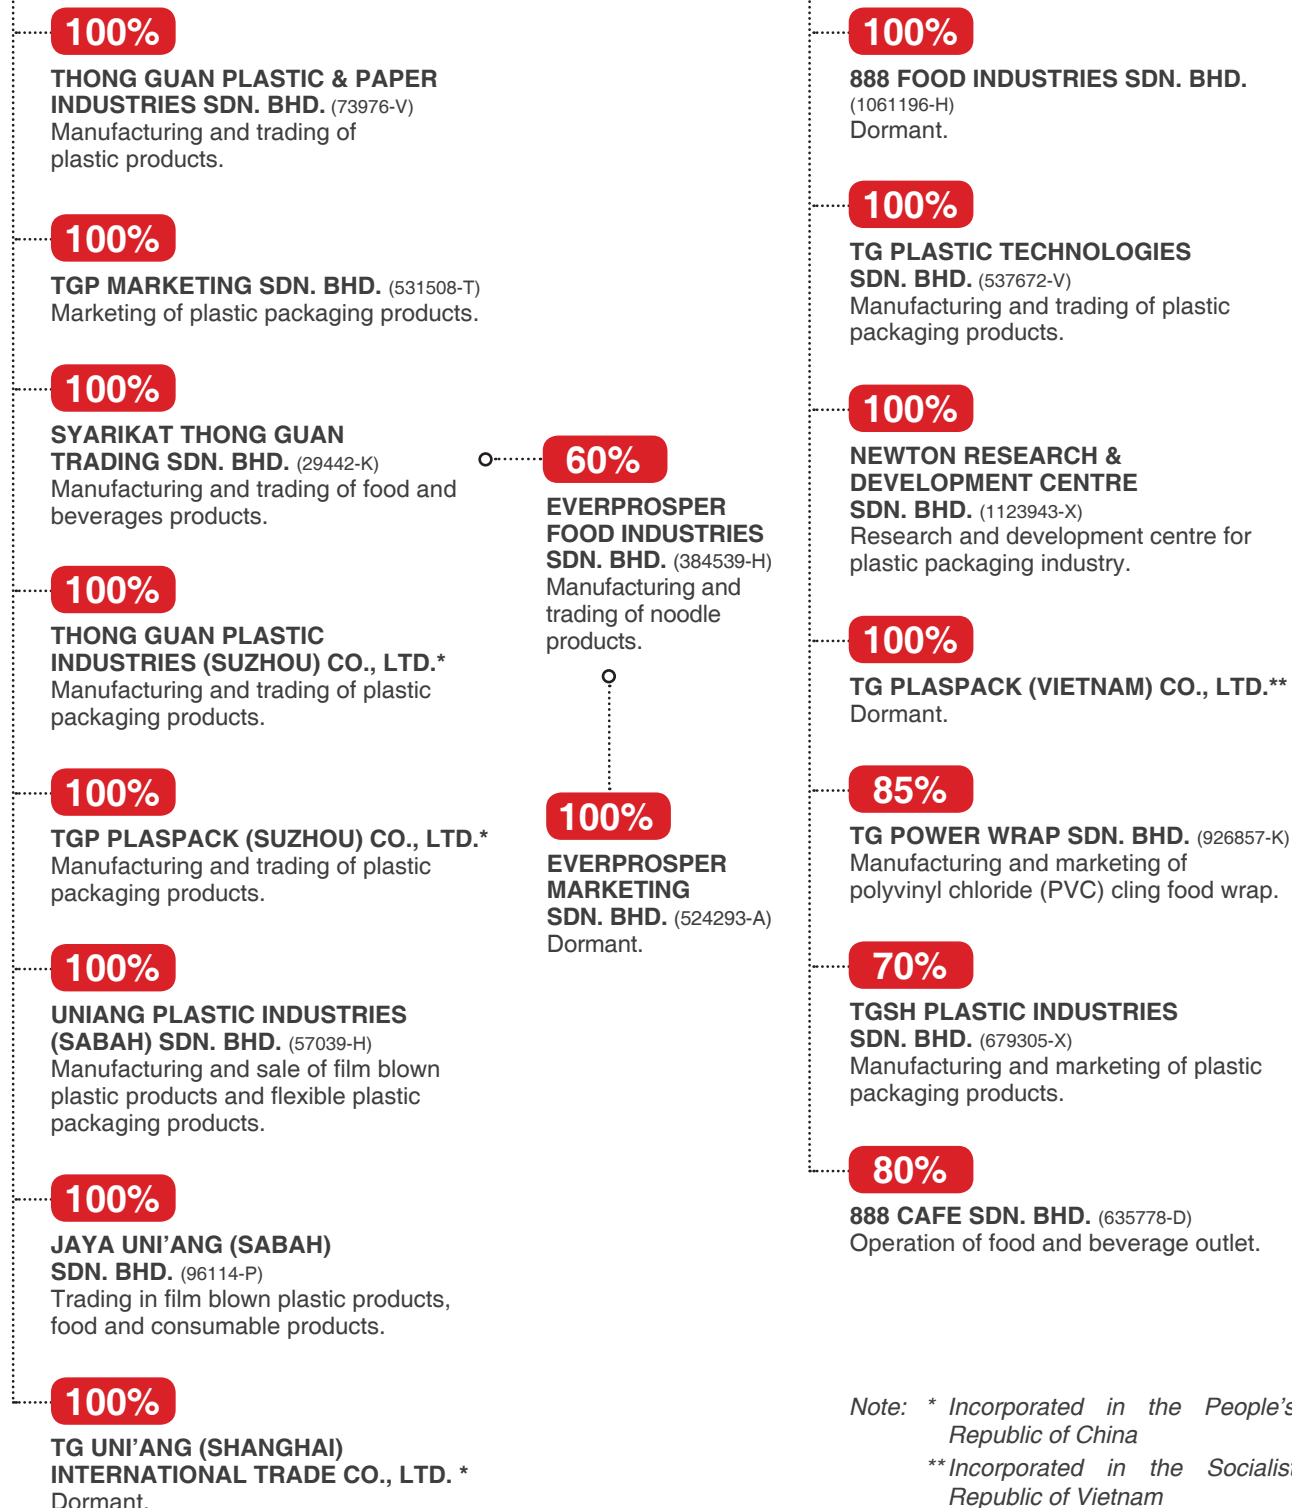 100%
THONG GUAN PLASTIC & PAPER
INDUSTRIES SDN. BHD. (73976-V)
Manufacturing and trading of
plastic products.
100%
TGP MARKETING SDN. BHD. (531508-T)
Marketing of plastic packaging products.
100%
SYARIKAT THONG GUAN
TRADING SDN. BHD. (29442-K)
Manufacturing and trading of food and
beverages products.
100%
THONG GUAN PLASTIC
INDUSTRIES (SUZHOU) CO., LTD.*
Manufacturing and trading of plastic
packaging products.
100%
TGP PLASPACK (SUZHOU) CO., LTD.*
Manufacturing and trading of plastic
packaging products.
100%
UNIANG PLASTIC INDUSTRIES
(SABAH) SDN. BHD. (57039-H)
Manufacturing and sale of film blown
plastic products and flexible plastic
packaging products.
100%
JAYA UNI’ANG (SABAH)
SDN. BHD. (96114-P)
Trading in film blown plastic products,
food and consumable products.
100%
TG UNI’ANG (SHANGHAI)
INTERNATIONAL TRADE CO., LTD. *
Dormant.
60%
EVERPROSPER
FOOD INDUSTRIES
SDN. BHD. (384539-H)
Manufacturing and
trading of noodle
products.
100%
EVERPROSPER
MARKETING
SDN. BHD. (524293-A)
Dormant.
100%
888 FOOD INDUSTRIES SDN. BHD.
(1061196-H)
Dormant.
100%
TG PLASTIC TECHNOLOGIES
SDN. BHD. (537672-V)
Manufacturing and trading of plastic
packaging products.
100%
NEWTON RESEARCH &
DEVELOPMENT CENTRE
SDN. BHD. (1123943-X)
Research and development centre for
plastic packaging industry.
100%
TG PLASPACK (VIETNAM) CO., LTD.**
Dormant.
85%
TG POWER WRAP SDN. BHD. (926857-K)
Manufacturing and marketing of
polyvinyl chloride (PVC) cling food wrap.
70%
TGSH PLASTIC INDUSTRIES
SDN. BHD. (679305-X)
Manufacturing and marketing of plastic
packaging products.
80%
888 CAFE SDN. BHD. (635778-D)
Operation of food and beverage outlet.
Note: * Incorporated in the People’s
Republic of China
** Incorporated in the Socialist
Republic of Vietnam